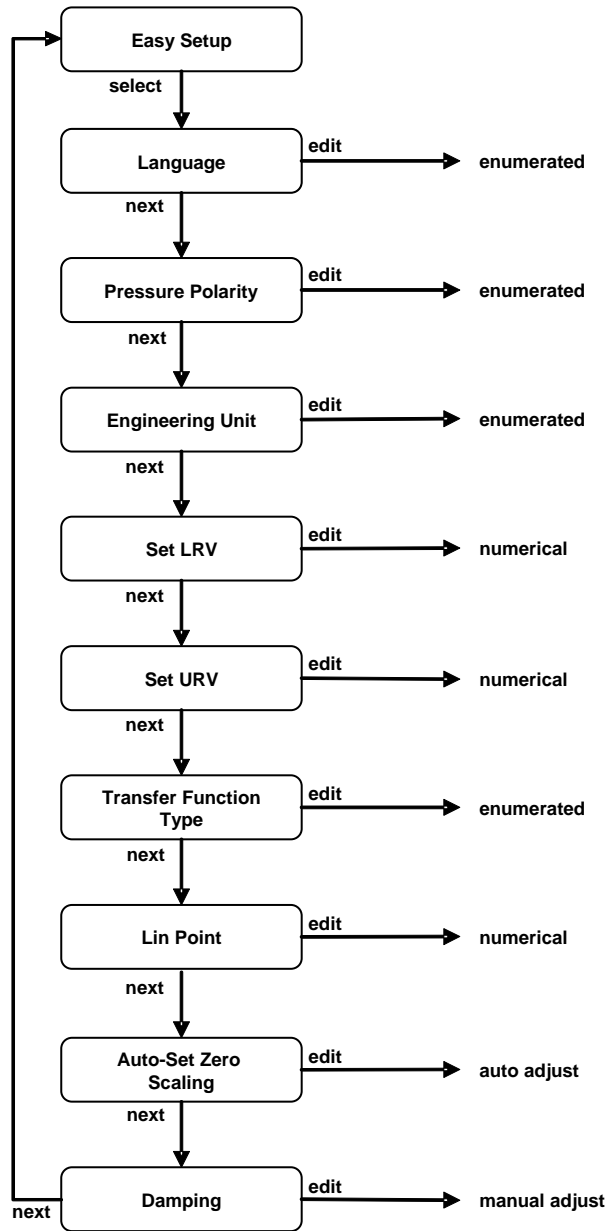 Easy Setup
select
Language
edit
enumerated
next
Pressure Polarity
edit
enumerated
next
Engineering Unit
edit
enumerated
next
Set LRV
edit
numerical
next
Set URV
edit
numerical
next
Transfer Function
Type
edit
enumerated
next
Lin Point
edit
numerical
next
Auto-Set Zero
Scaling
edit
auto adjust
next
Damping
edit
manual adjust
next